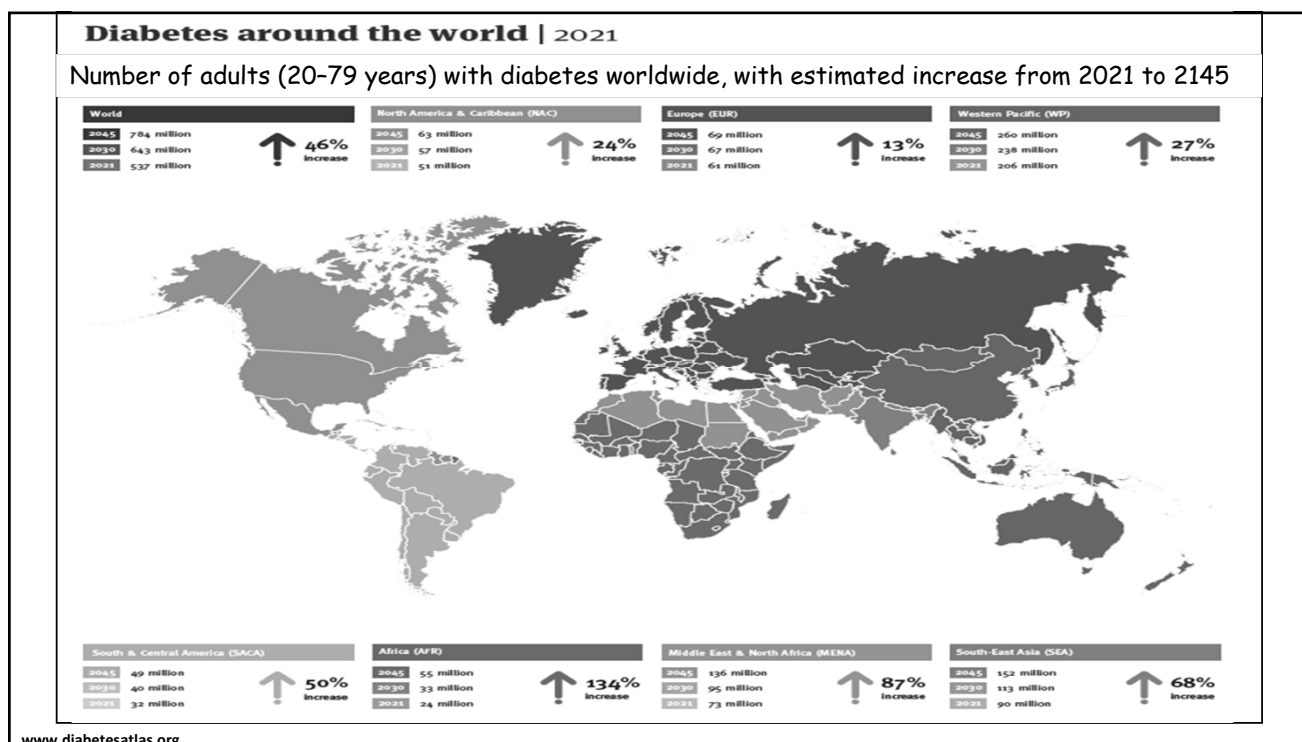 Diabetes around the world | 2021
Number of adults (20–79 years) with diabetes worldwide, with estimated increase from 2021 to 2145
World
2045 784 million
2030 643 million
2021 537 million
46%
increase
North America & Caribbean (NAC)
2045 63 million
2030 57 million
2021 51 million
24%
increase
Europe (EUR)
2045 69 million
2030 67 million
2021 61 million
13%
increase
Western Pacific (WP)
2045 260 million
2030 238 million
2021 206 million
27%
increase
South & Central America (SACA)
2045 49 million
2030 40 million
2021 32 million
50%
increase
Africa (AFR)
2045 55 million
2030 33 million
2021 24 million
134%
increase
Middle East & North Africa (MENA)
2045 136 million
2030 95 million
2021 73 million
87%
increase
South-East Asia (SEA)
2045 152 million
2030 113 million
2021 90 million
68%
increase
www.diabetesatlas.org